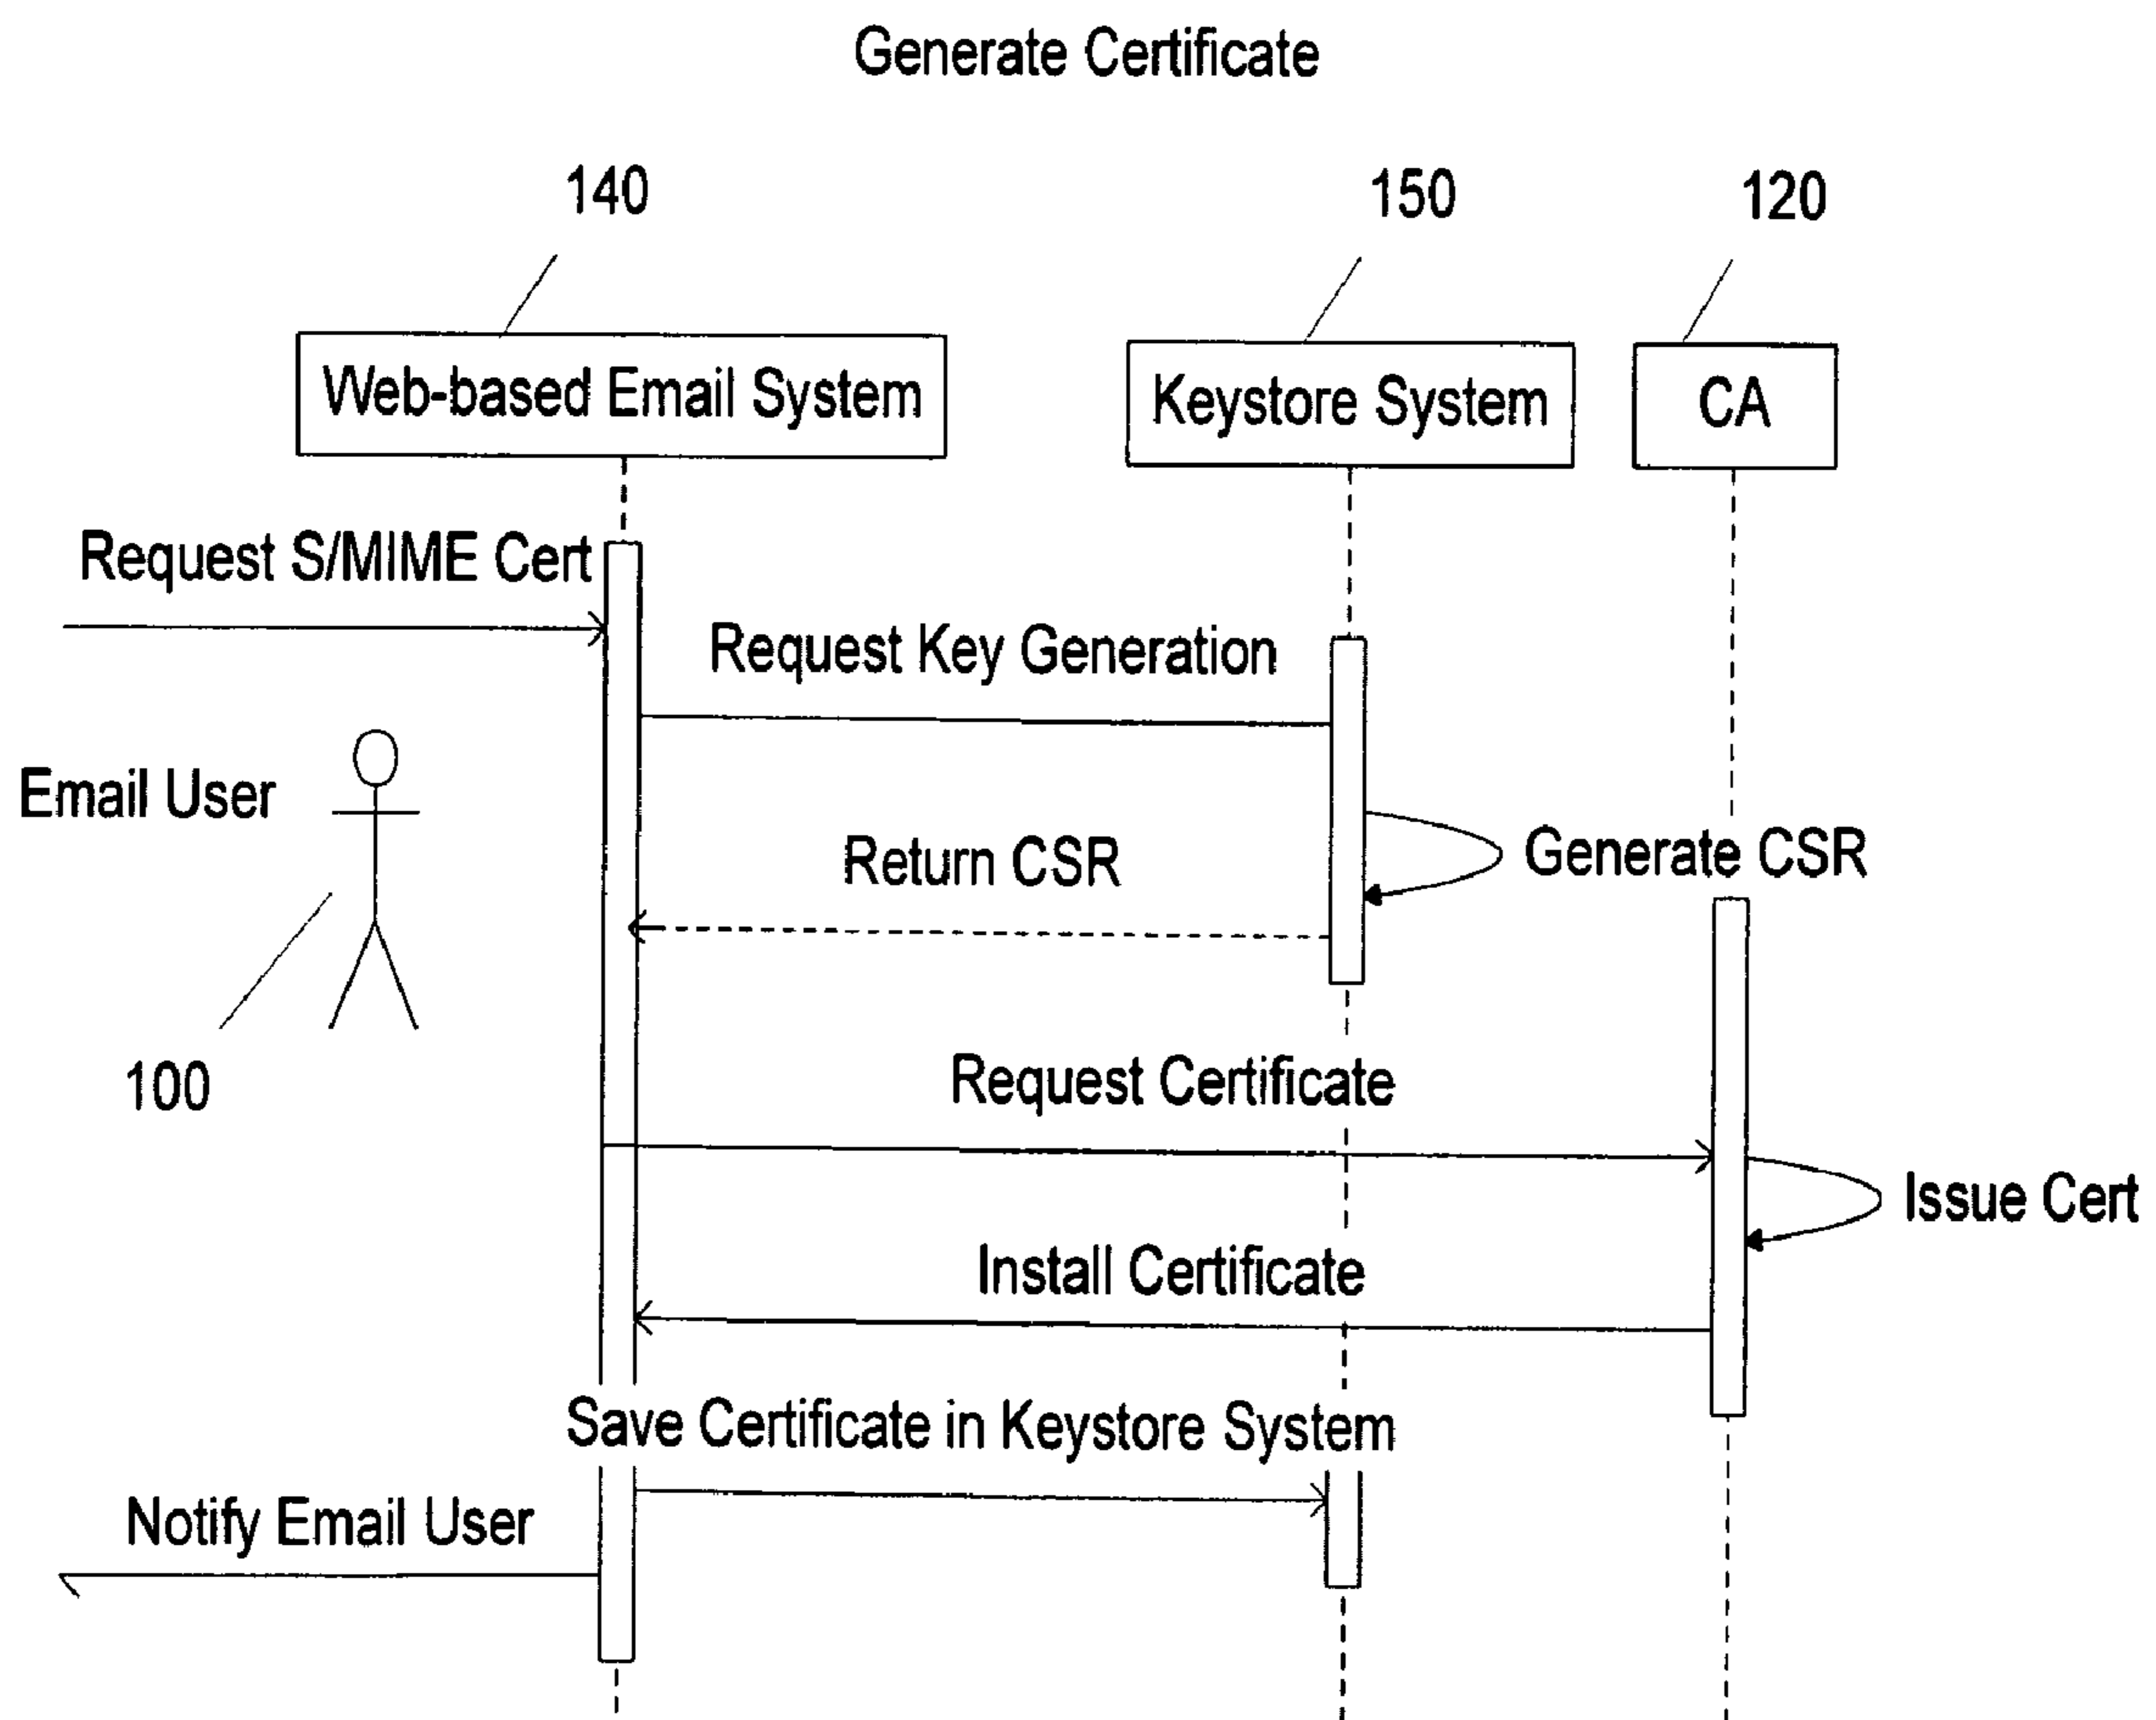 Generate Certificate
140
150
120
Web-based Email System
Keystore System
CA
Request S/MIME Cert
Request Key Generation
Email User
Return CSR
Generate CSR
100
Request Certificate
Issue Cert
Install Certificate
Save Certificate in Keystore System
Notify Email User